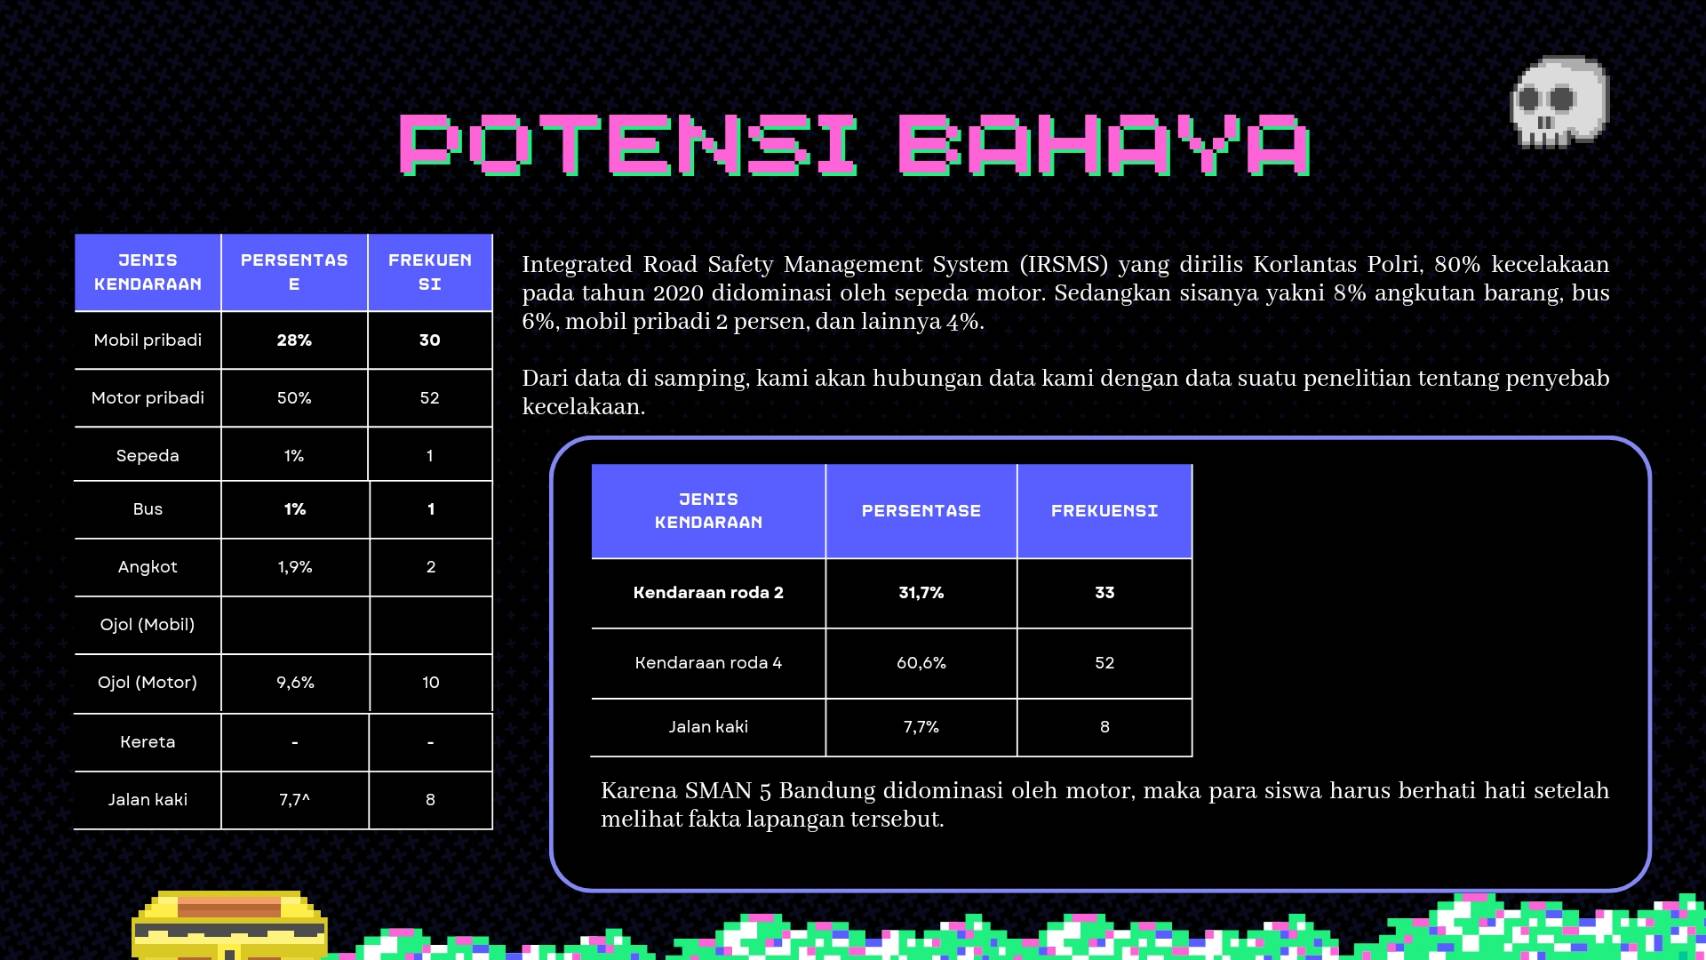 POTENSI BAHAYA
JENIS KENDARAAN PERSENTASE FREKUENSI
Mobil pribadi 28% 30
Motor pribadi 50% 52
Sepeda 1% 1
Bus 1% 1
Angkot 1,9% 2
Ojol (Mobil)
Ojol (Motor) 9,6% 10
Kereta - -
Jalan kaki 7,7^ 8
Integrated Road Safety Management System (IRSMS) yang dirilis Korlantas Polri, 80% kecelakaan
pada tahun 2020 didominasi oleh sepeda motor. Sedangkan sisanya yakni 8% angkutan barang, bus
6%, mobil pribadi 2 persen, dan lainnya 4%.
Dari data di samping, kami akan hubungan data kami dengan data suatu penelitian tentang penyebab
kecelakaan.
JENIS KENDARAAN PERSENTASE FREKUENSI
Kendaraan roda 2 31,7% 33
Kendaraan roda 4 60,6% 52
Jalan kaki 7,7% 8
Karena SMAN 5 Bandung didominasi oleh motor, maka para siswa harus berhati hati setelah
melihat fakta lapangan tersebut.